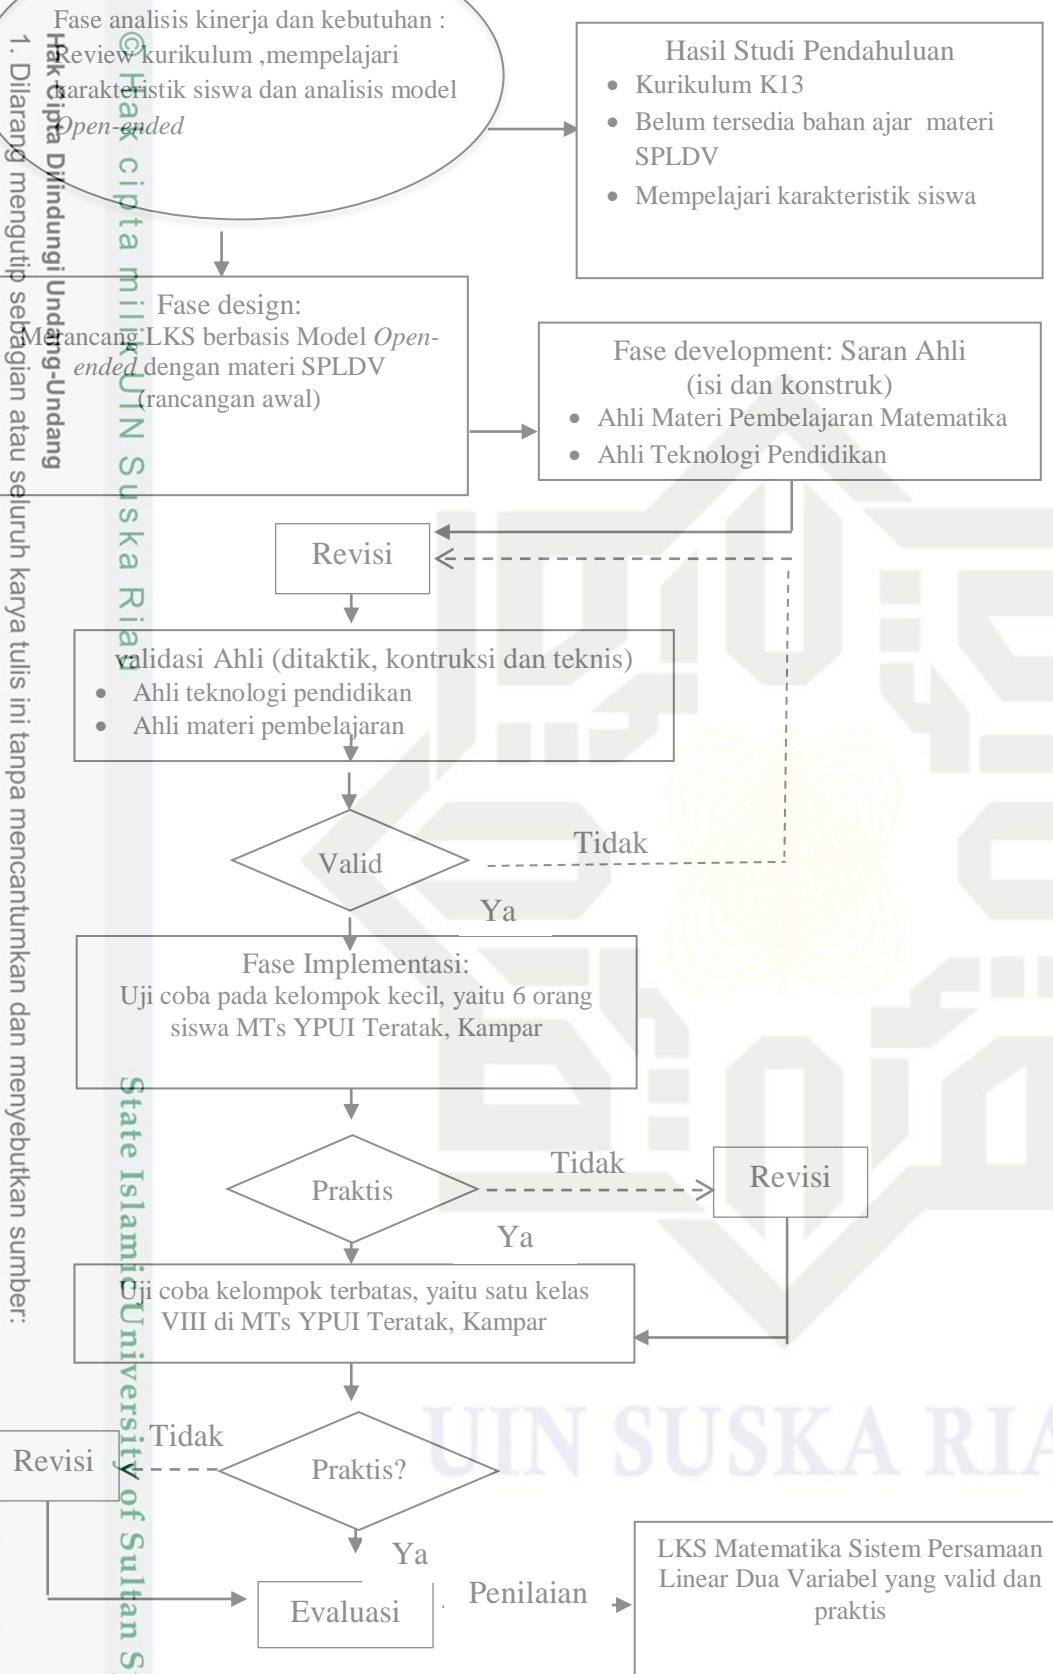 Fase analisis kinerja dan kebutuhan :
Review kurikulum ,mempelajari
karakteristik siswa dan analisis model
Open-ended
Hasil Studi Pendahuluan
• Kurikulum K13
• Belum tersedia bahan ajar materi
SPLDV
• Mempelajari karakteristik siswa
Fase design:
Merancang LKS berbasis Model Open-
ended dengan materi SPLDV
(rancangan awal)
Fase development: Saran Ahli
(isi dan konstruk)
• Ahli Materi Pembelajaran Matematika
• Ahli Teknologi Pendidikan
Revisi
validasi Ahli (ditaktik, kontruksi dan teknis)
• Ahli teknologi pendidikan
• Ahli materi pembelajaran
Valid
Tidak
Ya
Fase Implementasi:
Uji coba pada kelompok kecil, yaitu 6 orang
siswa MTs YPUI Teratak, Kampar
Praktis
Tidak
Revisi
Ya
Uji coba kelompok terbatas, yaitu satu kelas
VIII di MTs YPUI Teratak, Kampar
Praktis?
Tidak
Revisi
Ya
Evaluasi
Penilaian
LKS Matematika Sistem Persamaan
Linear Dua Variabel yang valid dan
praktis
© Hak cipta milik UIN Suska Riau
State Islamic University of Sultan
Hak Cipta Dilindungi Undang-Undang
1. Dilarang mengutip sebagian atau seluruh karya tulis ini tanpa mencantumkan dan menyebutkan sumber:
UIN SUSKA